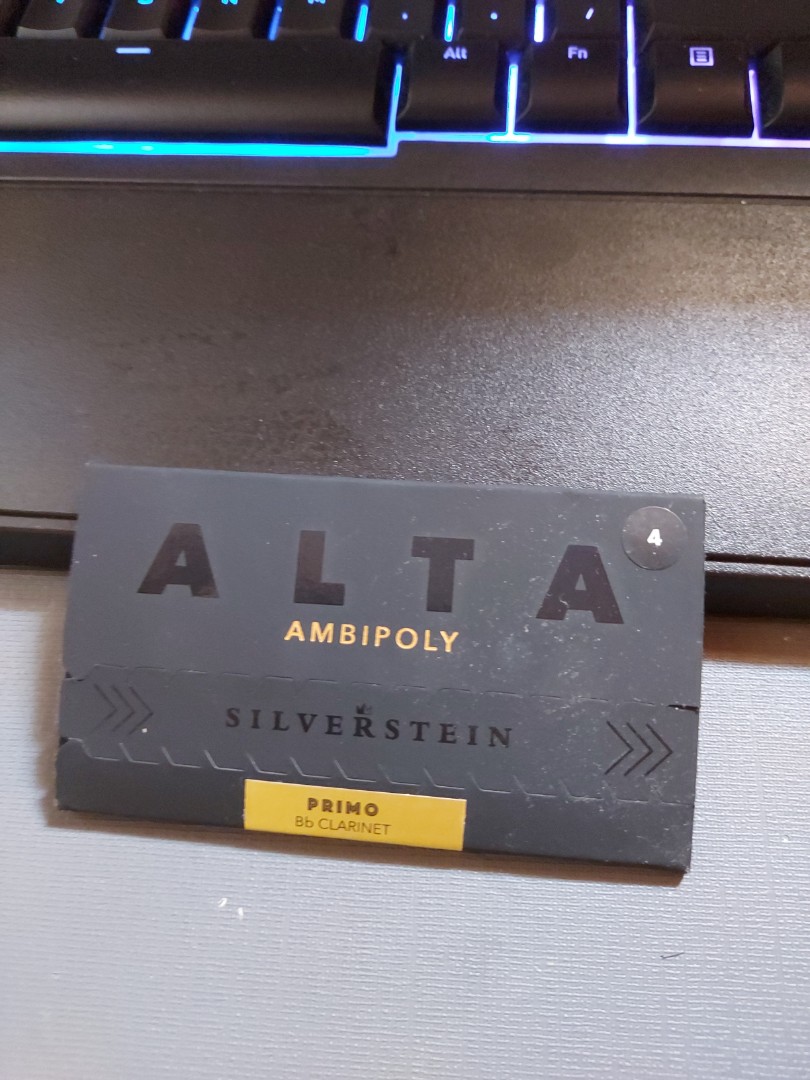 Alt Fn
ALTA
4
AMBIPOLY
SILVERSTEIN
PRIMO
Bb CLARINET